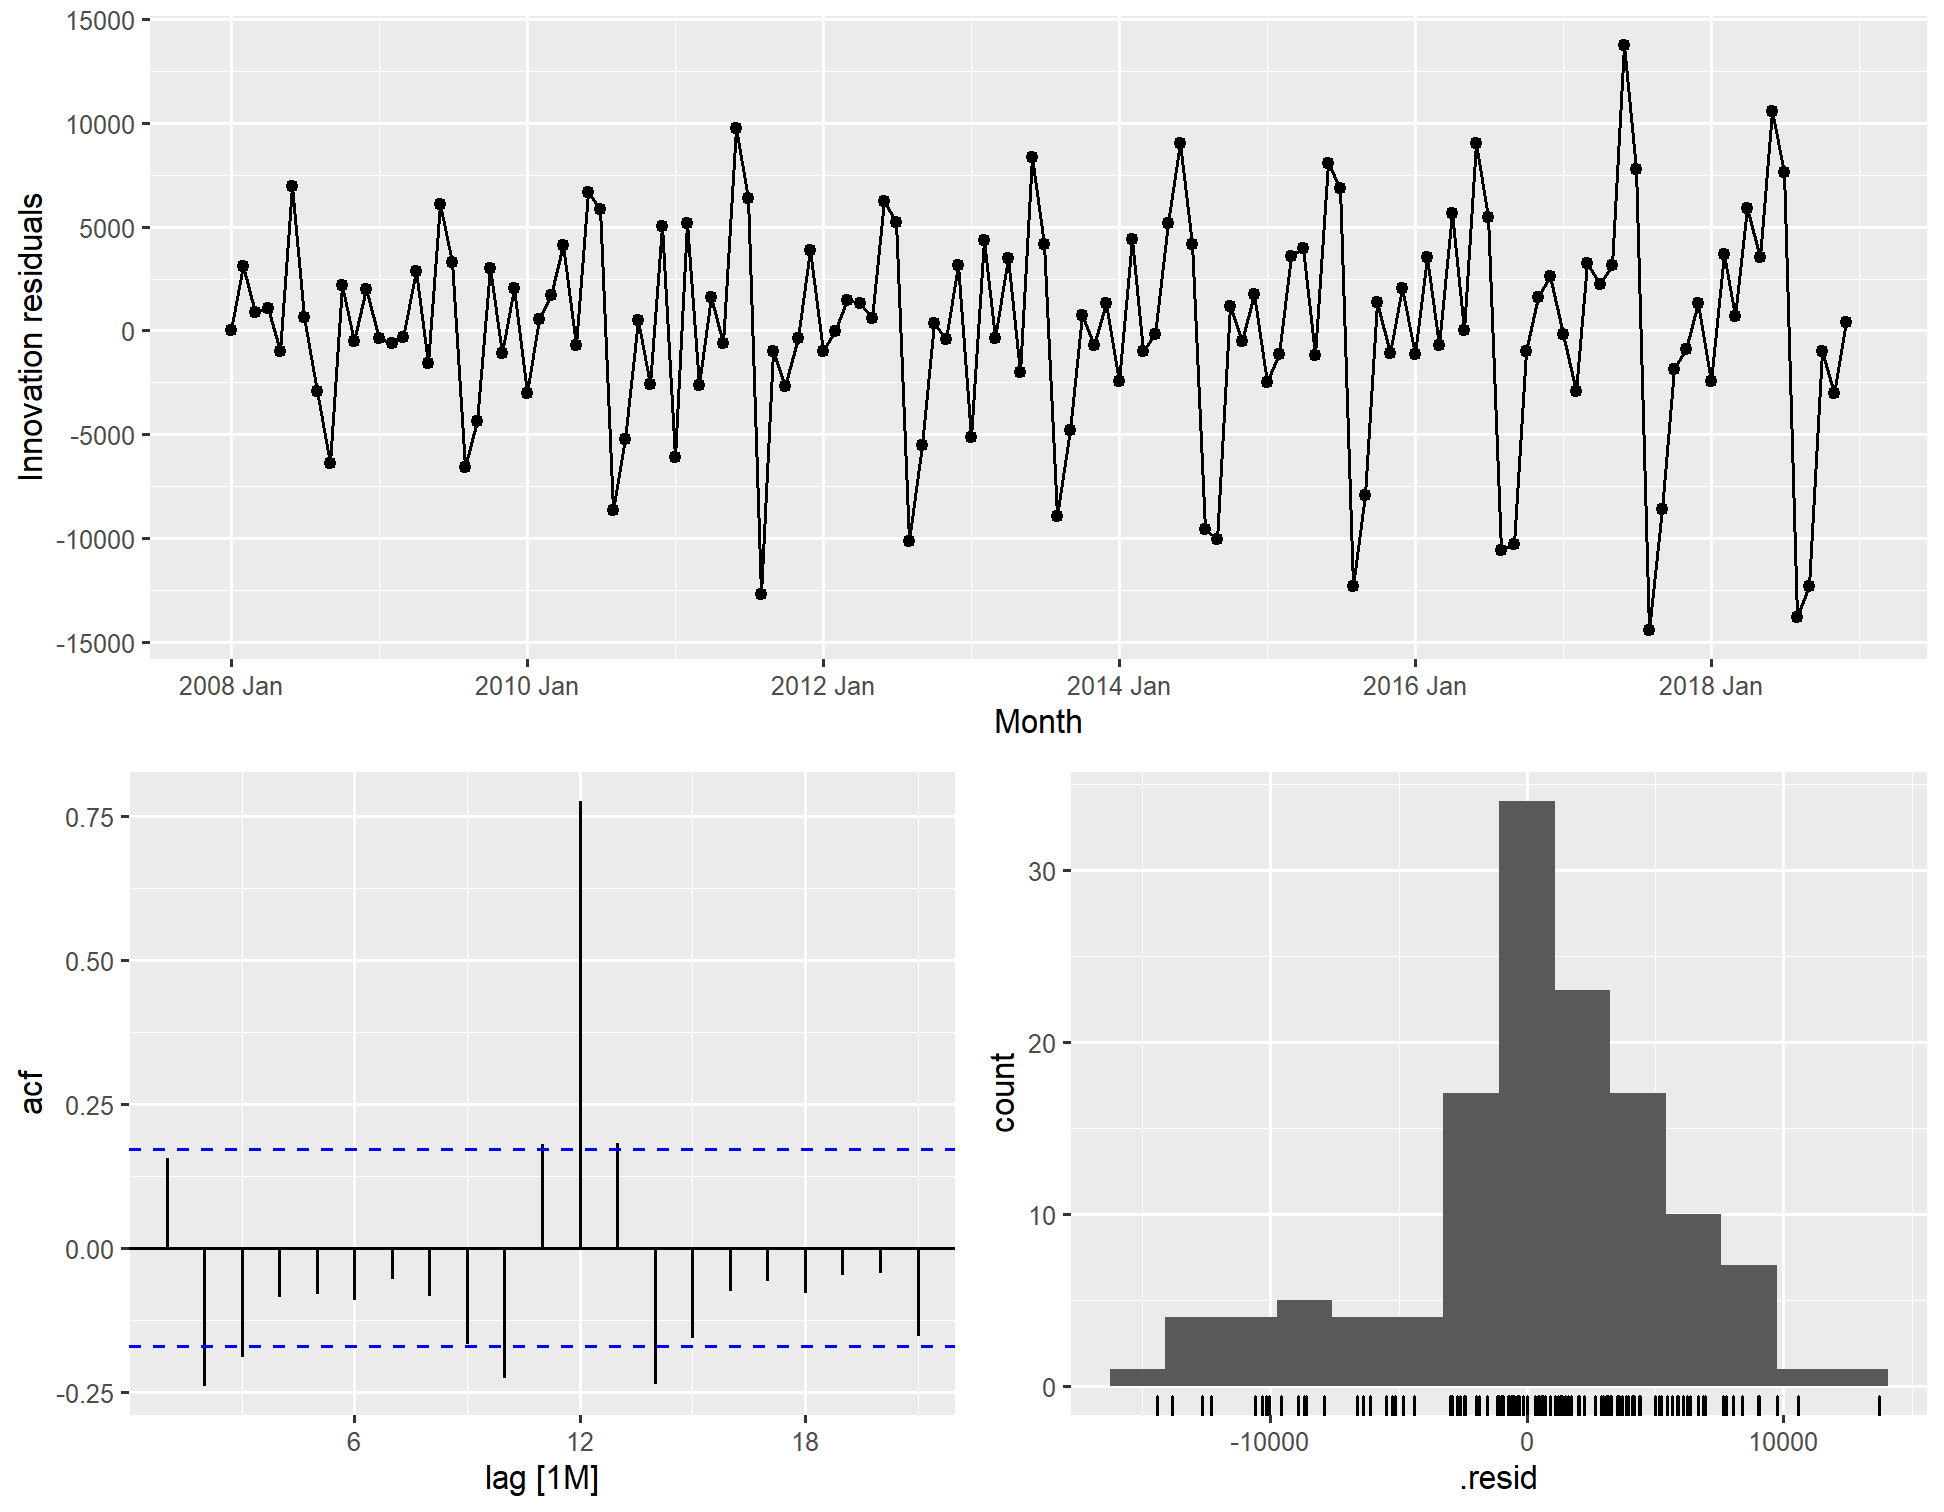 15000
10000
5000
0
-5000
-10000
-15000
Innovation residuals
2008 Jan 2010 Jan 2012 Jan 2014 Jan 2016 Jan 2018 Jan
Month
0.75
0.50
0.25
0.00
-0.25
acf
6 12 18
lag [1M]
30
20
10
0
count
-10000 0 10000
.resid